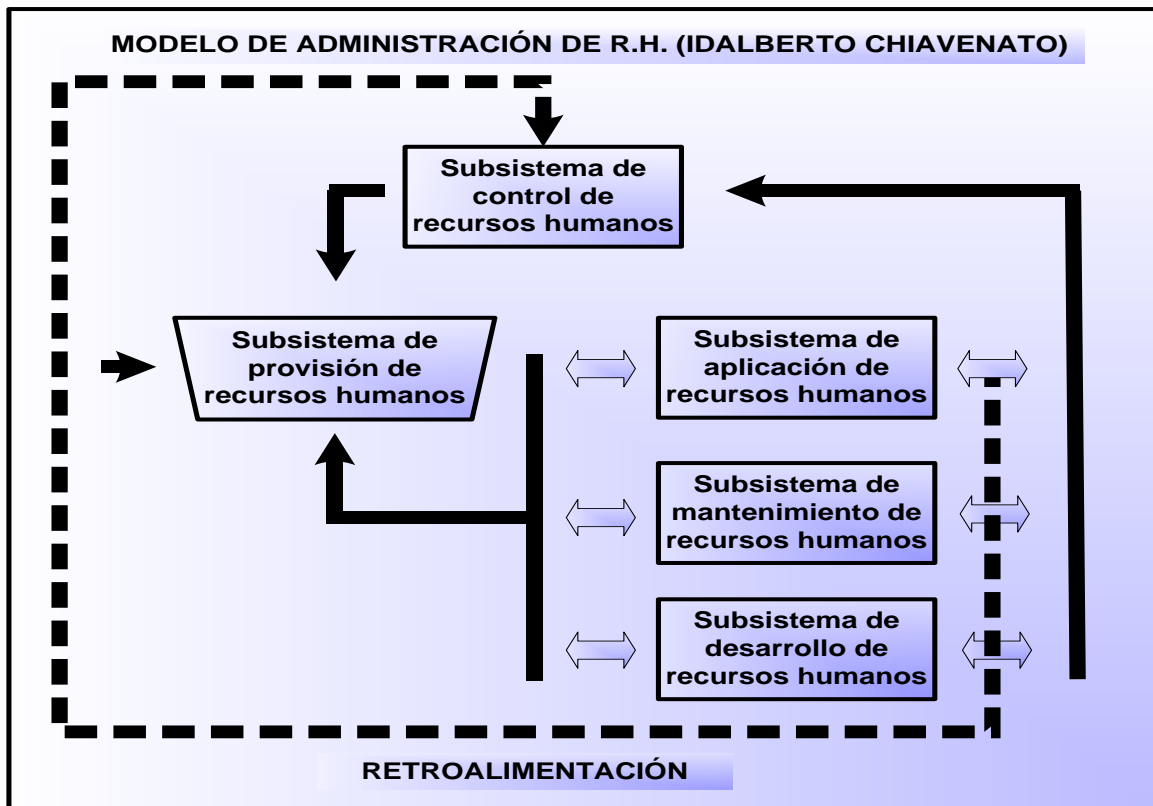 MODELO DE ADMINISTRACIÓN DE R.H. (IDALBERTO CHIAVENATO)
Subsistema de
control de
recursos humanos
Subsistema de
provisión de
recursos humanos
Subsistema de
aplicación de
recursos humanos
Subsistema de
mantenimiento de
recursos humanos
Subsistema de
desarrollo de
recursos humanos
RETROALIMENTACIÓN